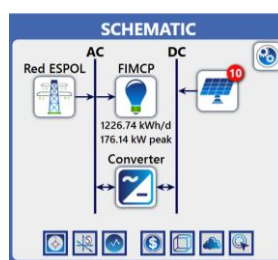 SCHEMATIC
AC DC
Red ESPOL FIMCP
10
1226.74 kWh/d
176.14 kW peak
Converter